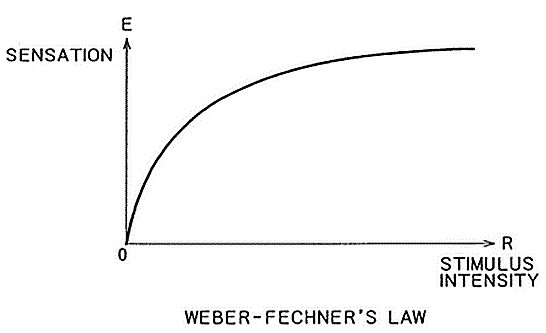 E
SENSATION
0
R
STIMULUS
INTENSITY
WEBER-FECHNER'S LAW